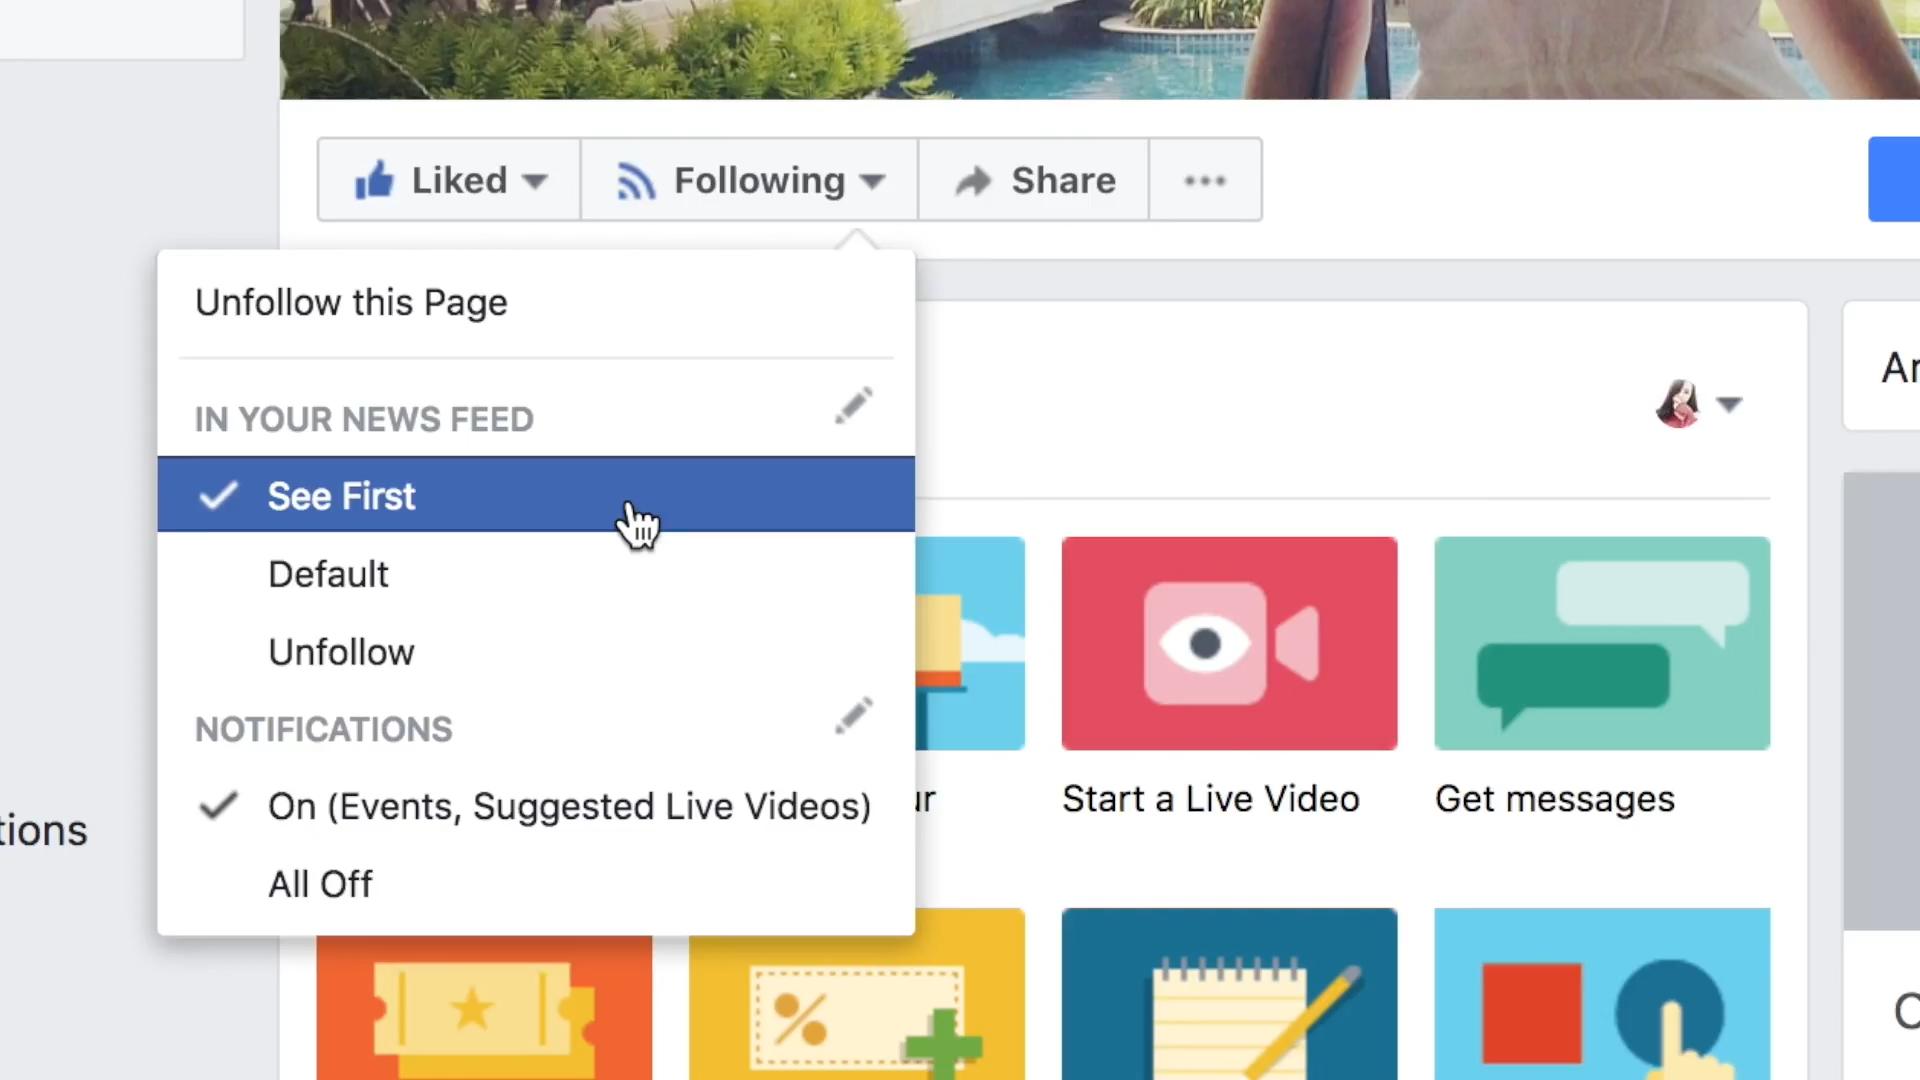 Liked
Following
Share
Unfollow this Page
IN YOUR NEWS FEED
See First
Default
Unfollow
NOTIFICATIONS
On (Events, Suggested Live Videos)
All Off
Start a Live Video
Get messages
tions